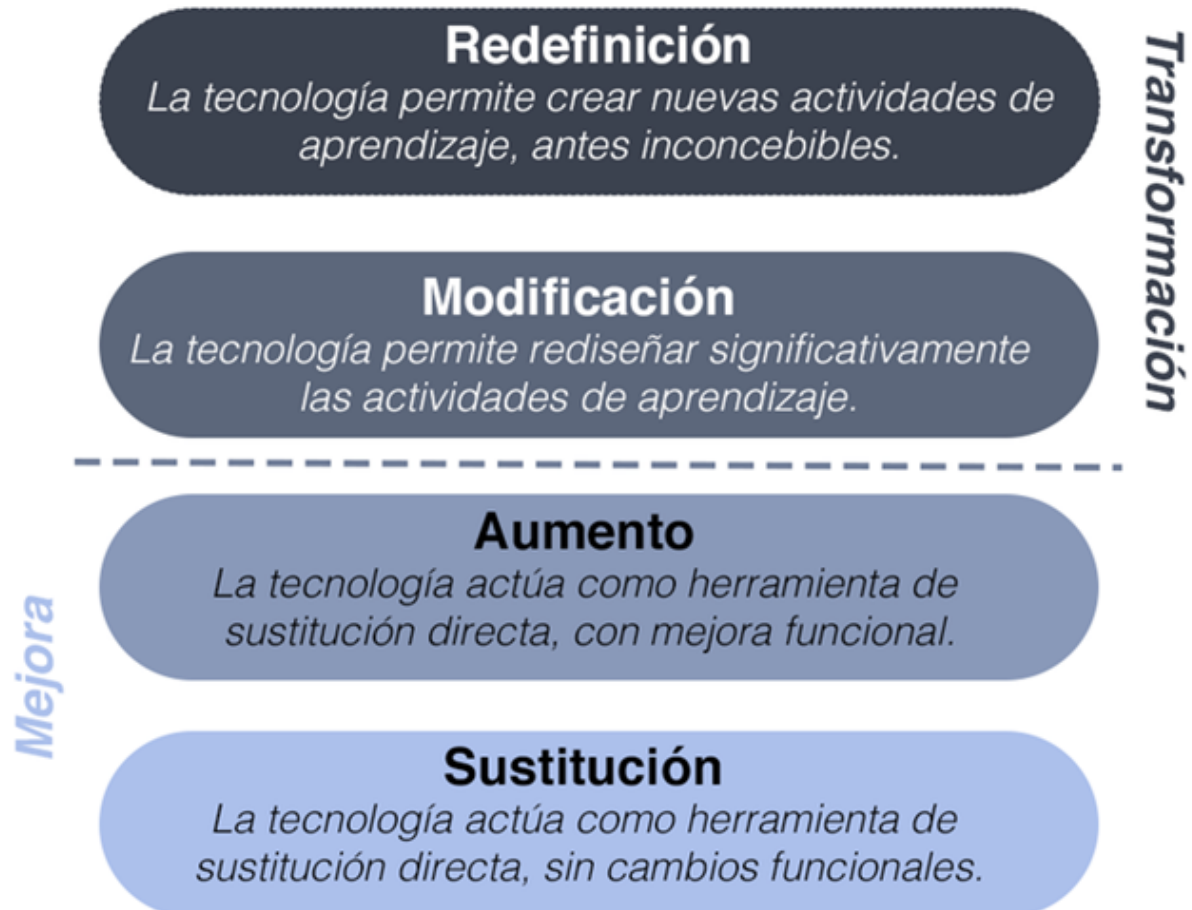 Redefinición
La tecnología permite crear nuevas actividades de
aprendizaje, antes inconcebibles.
Transformación
Modificación
La tecnología permite rediseñar significativamente
las actividades de aprendizaje.
Aumento
La tecnología actúa como herramienta de
sustitución directa, con mejora funcional.
Mejora
Sustitución
La tecnología actúa como herramienta de
sustitución directa, sin cambios funcionales.